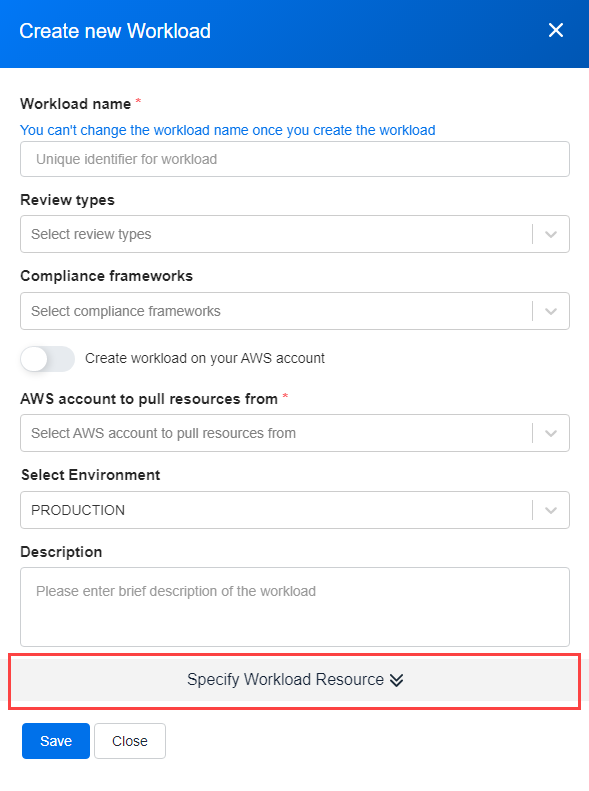 Create new Workload
Workload name *
You can't change the workload name once you create the workload
Unique identifier for workload
Review types
Select review types
Compliance frameworks
Select compliance frameworks
Create workload on your AWS account
AWS account to pull resources from *
Select AWS account to pull resources from
Select Environment
PRODUCTION
Description
Please enter brief description of the workload
Specify Workload Resource
Save Close